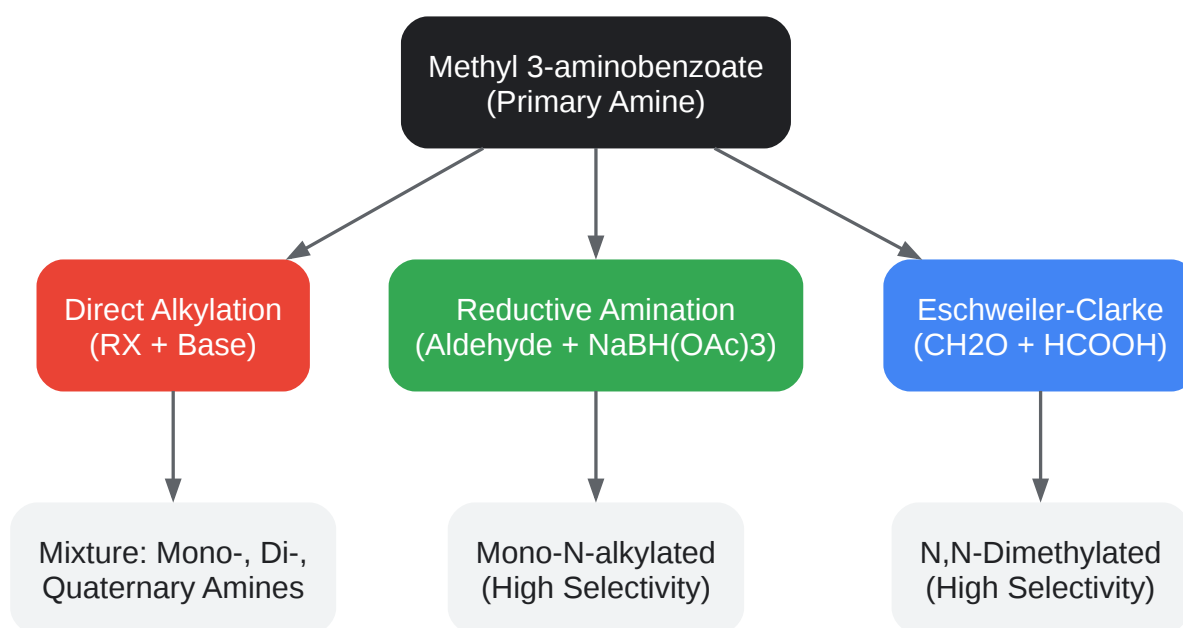 Methyl 3-aminobenzoate
(Primary Amine)
Direct Alkylation
(RX + Base)
Reductive Amination
(Aldehyde + NaBH(OAc)3)
Eschweiler-Clarke
(CH2O + HCOOH)
Mixture: Mono-, Di-,
Quaternary Amines
Mono-N-alkylated
(High Selectivity)
N,N-Dimethylated
(High Selectivity)